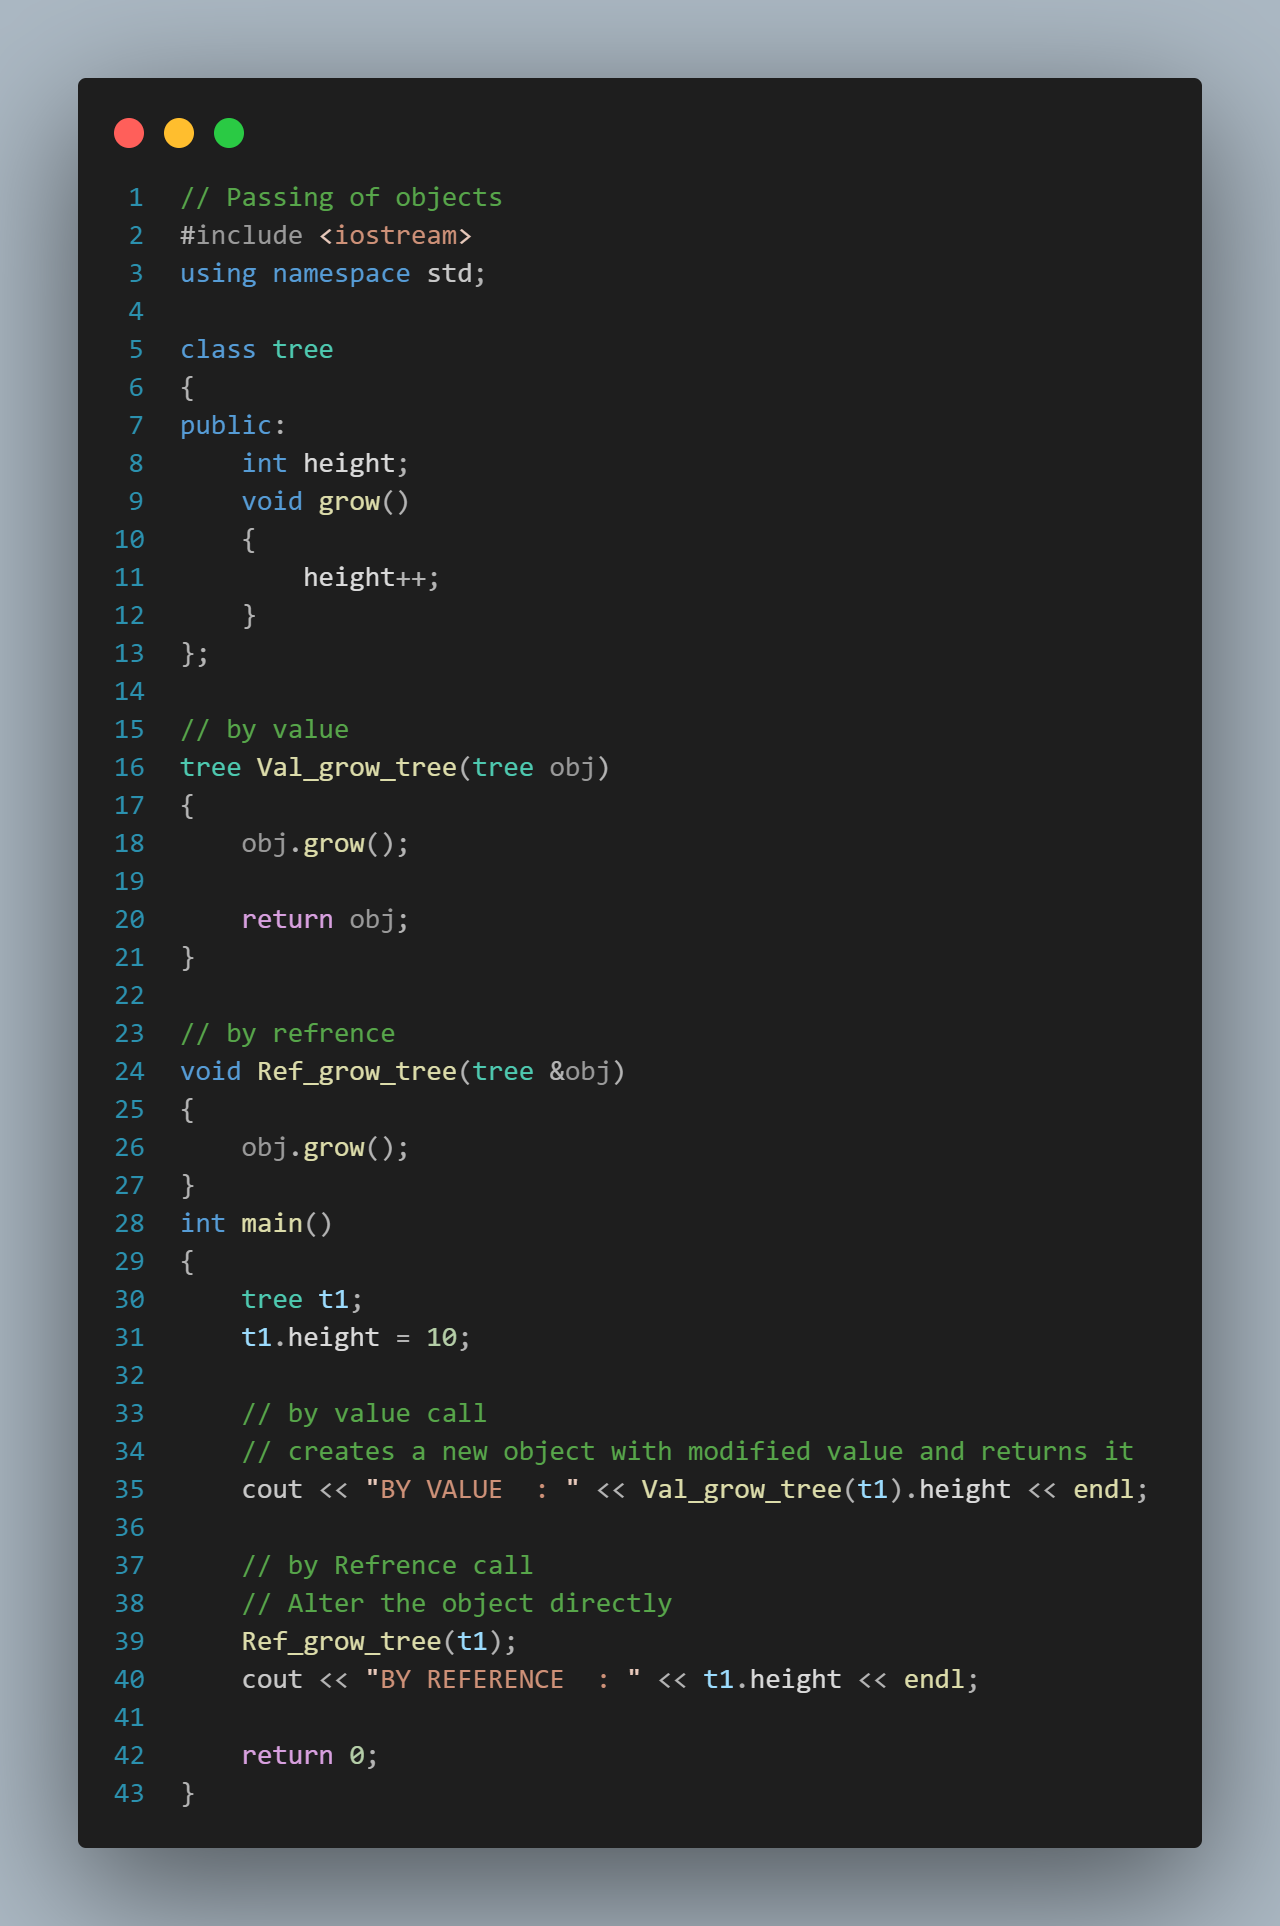 1 // Passing of objects
2 #include <iostream>
3 using namespace std;
4
5 class tree
6 {
7 public:
8     int height;
9     void grow()
10     {
11         height++;
12     }
13 };
14
15 // by value
16 tree Val_grow_tree(tree obj)
17 {
18     obj.grow();
19
20     return obj;
21 }
22
23 // by refrence
24 void Ref_grow_tree(tree &obj)
25 {
26     obj.grow();
27 }
28 int main()
29 {
30     tree t1;
31     t1.height = 10;
32
33     // by value call
34     // creates a new object with modified value and returns it
35     cout << "BY VALUE  : " << Val_grow_tree(t1).height << endl;
36
37     // by Refrence call
38     // Alter the object directly
39     Ref_grow_tree(t1);
40     cout << "BY REFERENCE  : " << t1.height << endl;
41
42     return 0;
43 }